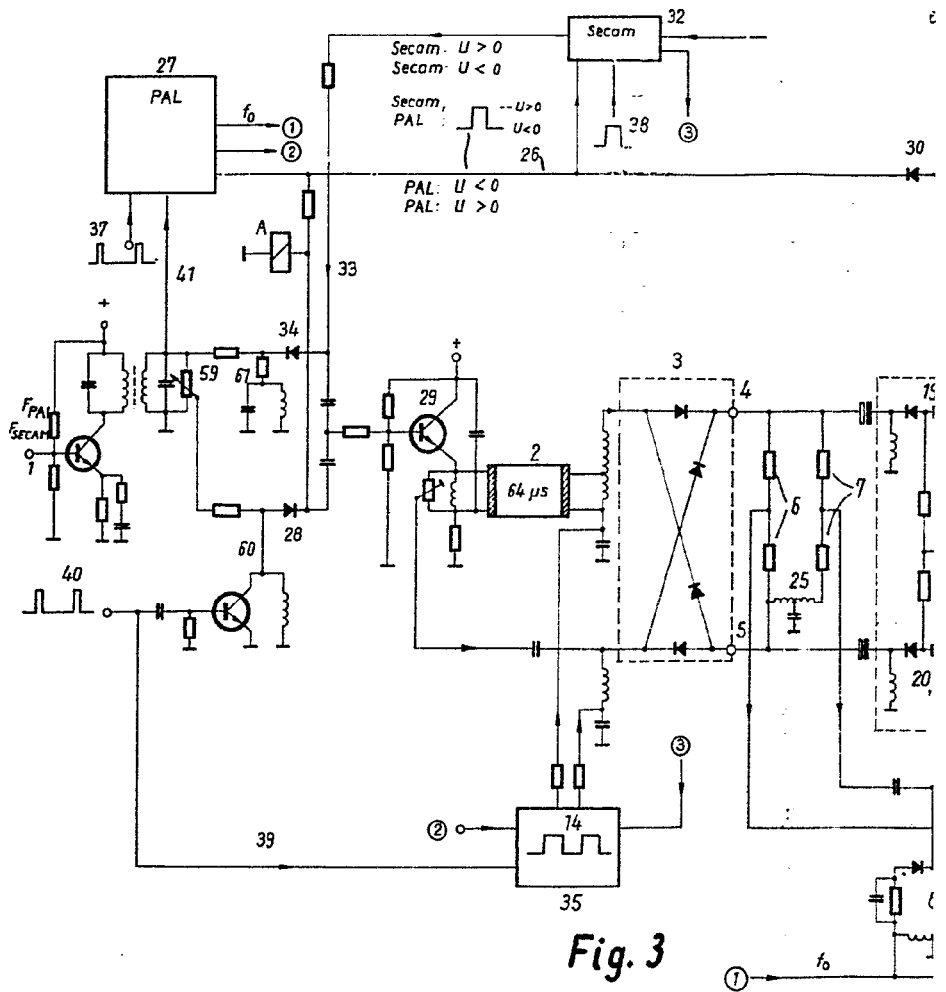 32
Secam
Secam: U > 0
Secam: U < 0
27
PAL
f₀
①
②
Secam,
PAL :
-- U>0
U<0
38
③
26
30
PAL: U < 0
PAL: U > 0
37
A
41
33
+
34
59
67
+
3
4
29
F_PAL
F_SECAM
1
2
64 µs
6
7
28
60
25
40
5
20,
③
②
14
39
35
Fig. 3
①
f₀